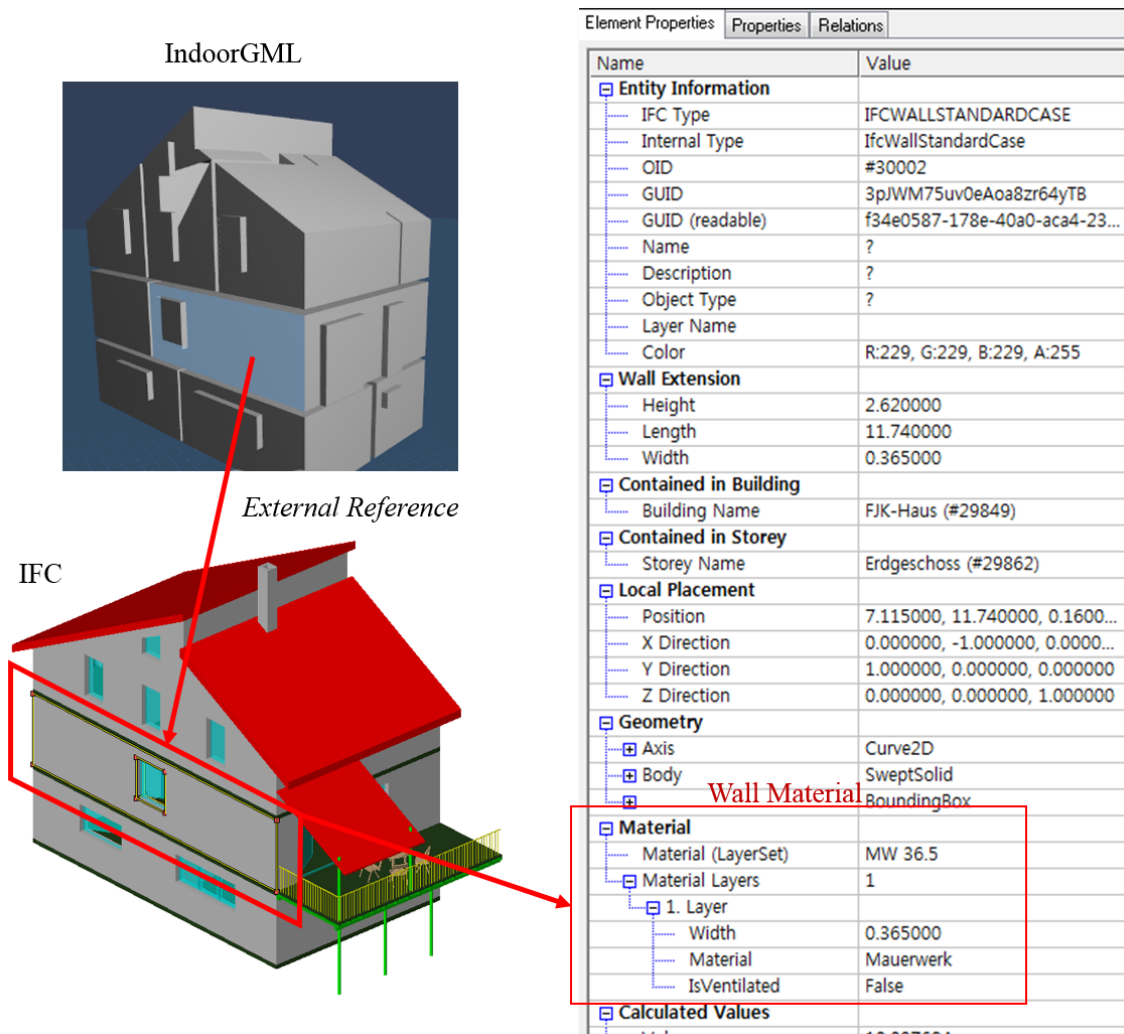 IndoorGML
External Reference
IFC
Element Properties Properties Relations
Name Value
Entity Information
IFC Type IFCWALLSTANDARDCASE
Internal Type IfcWallStandardCase
OID #30002
GUID 3pJWM75uv0eAoa8zr64yTB
GUID (readable) f34e0587-178e-40a0-aca4-23...
Name ?
Description ?
Object Type ?
Layer Name
Color R:229, G:229, B:229, A:255
Wall Extension
Height 2.620000
Length 11.740000
Width 0.365000
Contained in Building
Building Name FJK-Haus (#29849)
Contained in Storey
Storey Name Erdgeschoss (#29862)
Local Placement
Position 7.115000, 11.740000, 0.1600...
X Direction 0.000000, -1.000000, 0.0000...
Y Direction 1.000000, 0.000000, 0.000000
Z Direction 0.000000, 0.000000, 1.000000
Geometry
Axis Curve2D
Body SweptSolid
Wall Material
BoundingBox
Material
Material (LayerSet) MW 36.5
Material Layers 1
1. Layer
Width 0.365000
Material Mauerwerk
IsVentilated False
Calculated Values